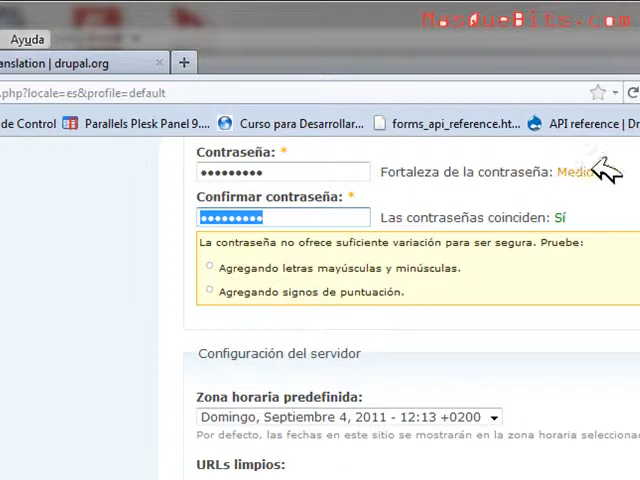 MasQueBits.com
Ayuda
anslation | drupal.org
.php?locale=es&profile=default
de Control Parallels Plesk Panel 9.... Curso para Desarrollar... forms_api_reference.ht... API reference | Dr
Contraseña: *
●●●●●●●●● Fortaleza de la contraseña: Medio
Confirmar contraseña: *
●●●●●●●●● Las contraseñas coinciden: Sí
La contraseña no ofrece suficiente variación para ser segura. Pruebe:
Agregando letras mayúsculas y minúsculas.
Agregando signos de puntuación.
Configuración del servidor
Zona horaria predefinida:
Domingo, Septiembre 4, 2011 - 12:13 +0200
Por defecto, las fechas en este sitio se mostrarán en la zona horaria selecciona
URLs limpios: